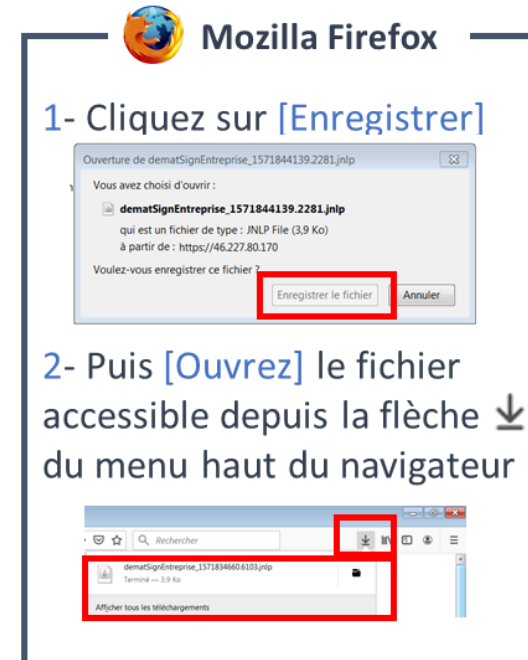 Mozilla Firefox
1- Cliquez sur [Enregistrer]
Ouverture de dematSignEntreprise_1571844139.2281.jnlp
Vous avez choisi d'ouvrir :
dematSignEntreprise_1571844139.2281.jnlp
qui est un fichier de type : JNLP File (3,9 Ko)
à partir de : https://46.227.80.170
Voulez-vous enregistrer ce fichier ?
Enregistrer le fichier Annuler
2- Puis [Ouvrez] le fichier
accessible depuis la flèche
du menu haut du navigateur
Rechercher
dematSignEntreprise_1571834660.6103.jnlp
Terminé — 3,9 Ko
Afficher tous les téléchargements